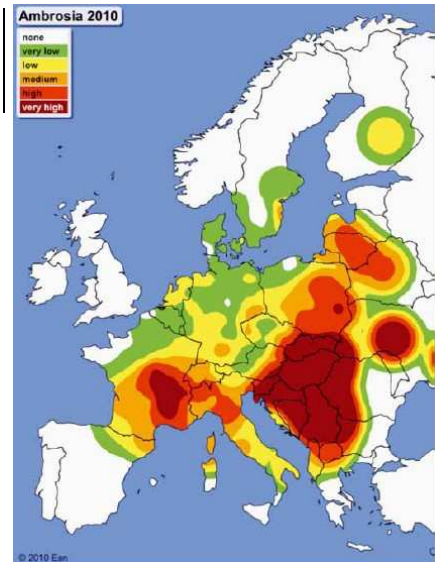 Ambrosia 2010
none
very low
low
medium
high
very high
© 2010 Ean